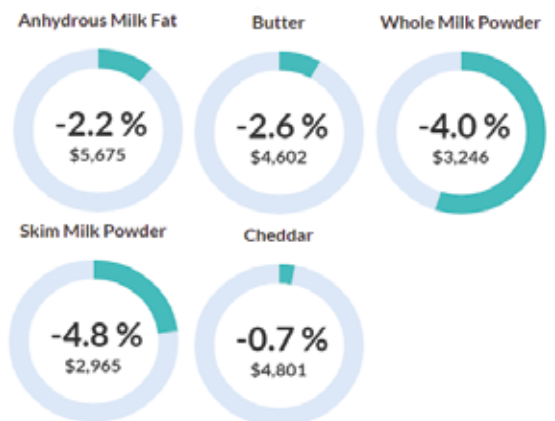 Anhydrous Milk Fat
Butter
Whole Milk Powder
-2.2 %
$5,675
-2.6 %
$4,602
-4.0 %
$3,246
Skim Milk Powder
Cheddar
-4.8 %
$2,965
-0.7 %
$4,801